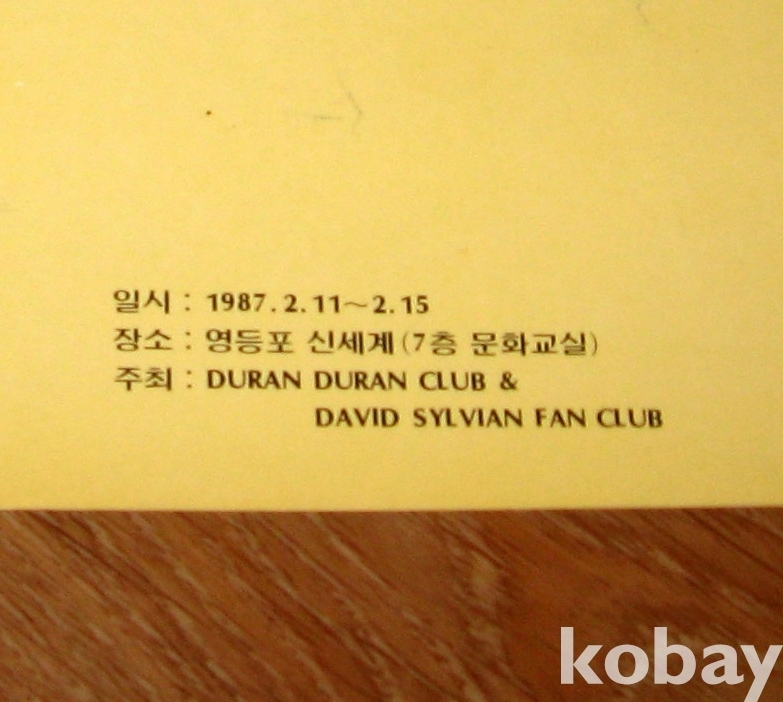 일시 : 1987.2.11~2.15
장소 : 영등포 신세계(7층 문화교실)
주최 : DURAN DURAN CLUB &
DAVID SYLVIAN FAN CLUB
kobay